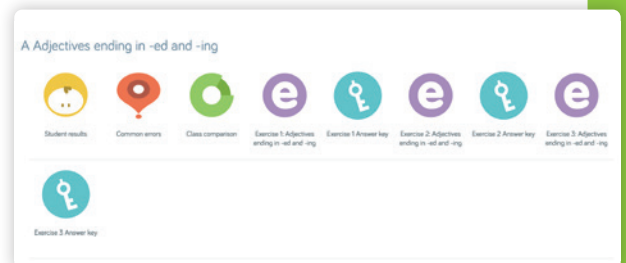 A Adjectives ending in -ed and -ing
Student results
Common errors
Class comparison
e
Exercise 1: Adjectives
ending in -ed and -ing
Exercise 1 Answer key
e
Exercise 2: Adjectives
ending in -ed and -ing
Exercise 2 Answer key
e
Exercise 3: Adjectives
ending in -ed and -ing
Exercise 3 Answer key